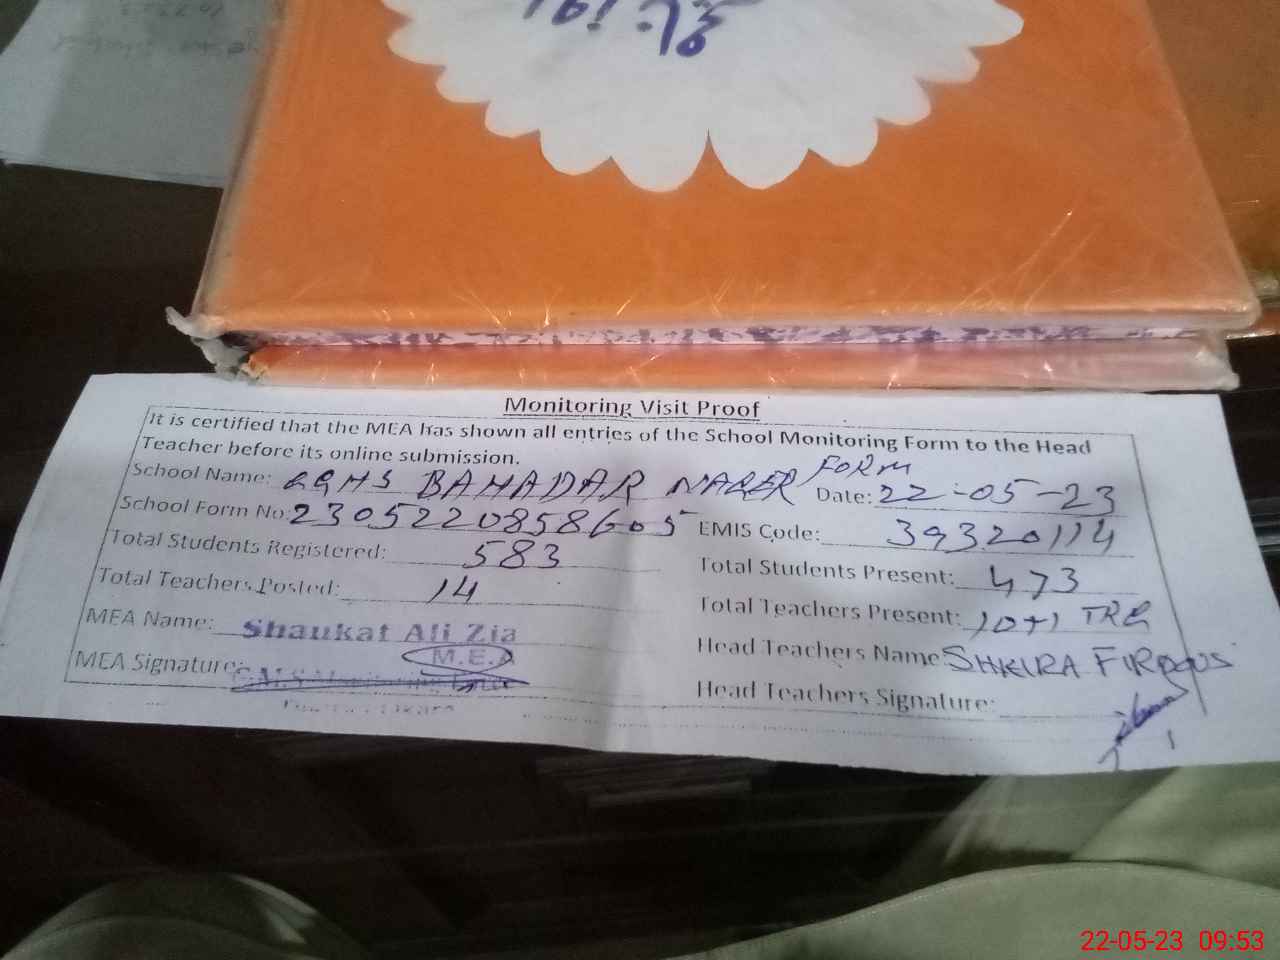 Monitoring Visit Proof
It is certified that the MEA has shown all entries of the School Monitoring Form to the Head
Teacher before its online submission.
School Name: GGHS BAHADAR NAGER FORM Date: 22-05-23
School Form No: 2305220858605 EMIS Code: 39320114
Total Students Registered: 583 Total Students Present: 473
Total Teachers Posted: 14 Total Teachers Present: 10+1 TRG
MEA Name: Shaukat Ali Zia Head Teachers Name: SHKIRA FIRDOUS
M.E.A
MEA Signature: Head Teachers Signature:
22-05-23 09:53